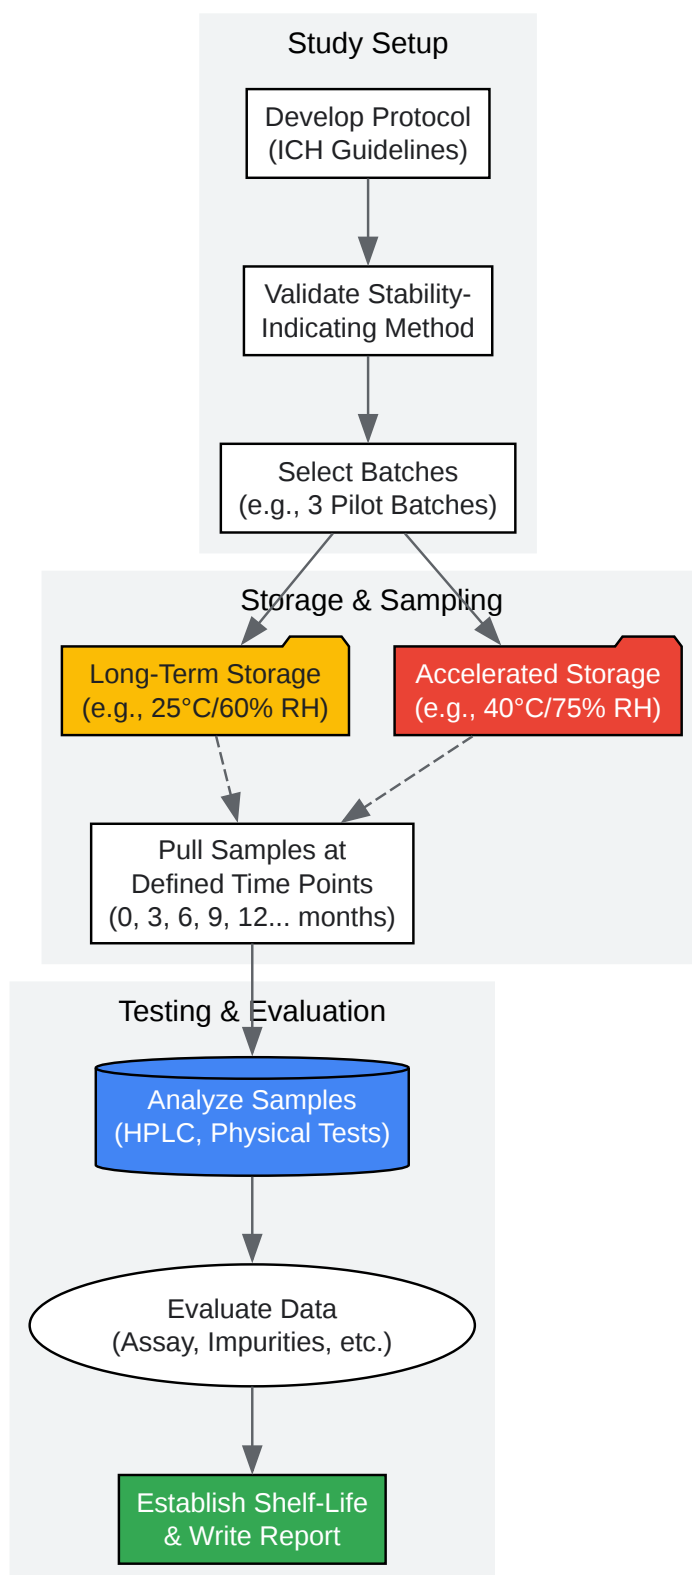 Study Setup
Develop Protocol
(ICH Guidelines)
Validate Stability-
Indicating Method
Select Batches
(e.g., 3 Pilot Batches)
Storage & Sampling
Long-Term Storage
(e.g., 25°C/60% RH)
Accelerated Storage
(e.g., 40°C/75% RH)
Pull Samples at
Defined Time Points
(0, 3, 6, 9, 12... months)
Testing & Evaluation
Analyze Samples
(HPLC, Physical Tests)
Evaluate Data
(Assay, Impurities, etc.)
Establish Shelf-Life
& Write Report